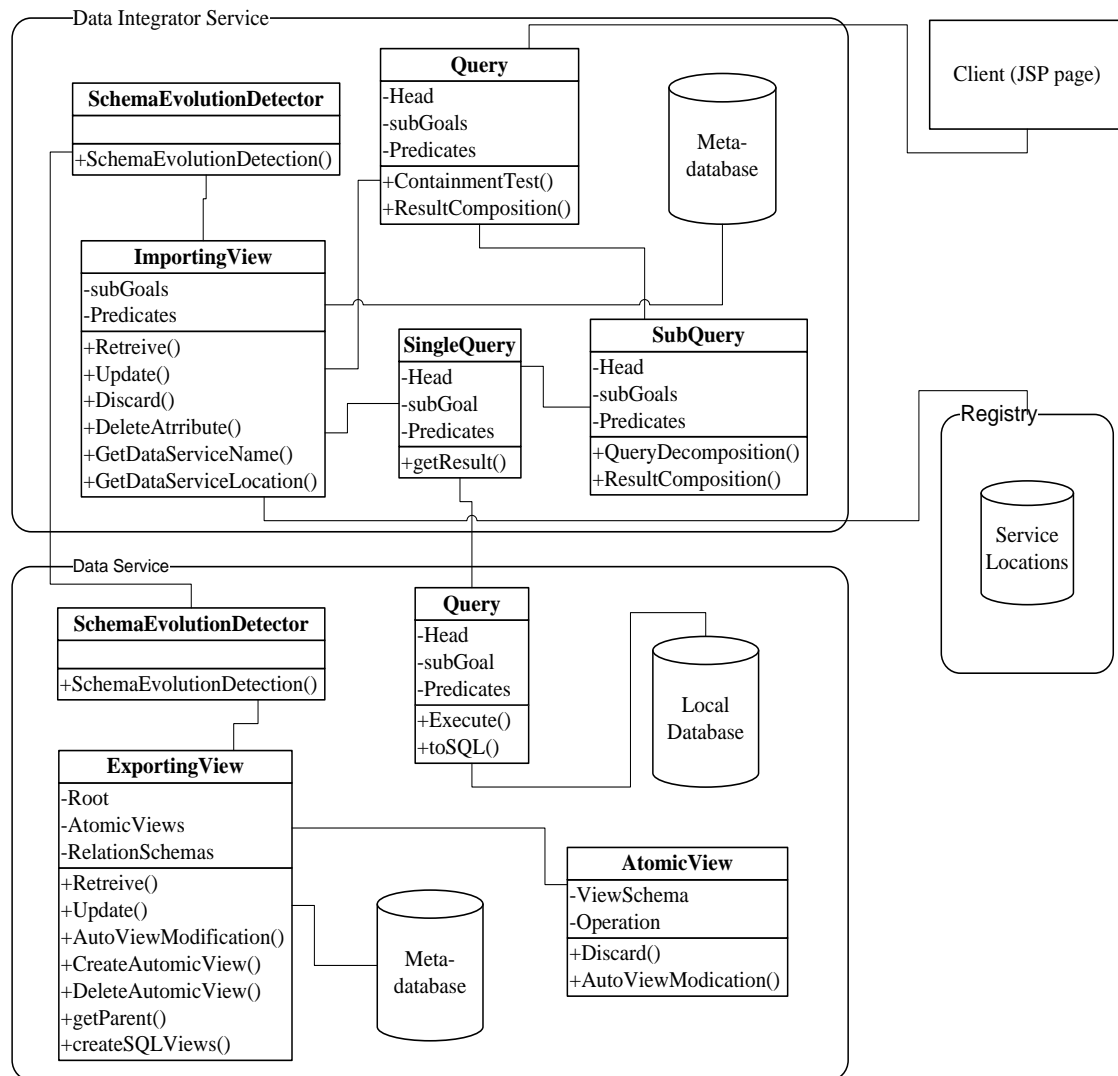 Data Integrator Service
Query
-Head
-subGoals
-Predicates
+ContainmentTest()
+ResultComposition()
Client (JSP page)
SchemaEvolutionDetector
+SchemaEvolutionDetection()
Meta-
database
ImportingView
-subGoals
-Predicates
+Retreive()
+Update()
+Discard()
+DeleteAtrribute()
+GetDataServiceName()
+GetDataServiceLocation()
SingleQuery
-Head
-subGoal
-Predicates
+getResult()
SubQuery
-Head
-subGoals
-Predicates
+QueryDecomposition()
+ResultComposition()
Registry
Service
Locations
Data Service
SchemaEvolutionDetector
+SchemaEvolutionDetection()
Query
-Head
-subGoal
-Predicates
+Execute()
+toSQL()
Local
Database
ExportingView
-Root
-AtomicViews
-RelationSchemas
+Retreive()
+Update()
+AutoViewModification()
+CreateAutomicView()
+DeleteAutomicView()
+getParent()
+createSQLViews()
Meta-
database
AtomicView
-ViewSchema
-Operation
+Discard()
+AutoViewModication()